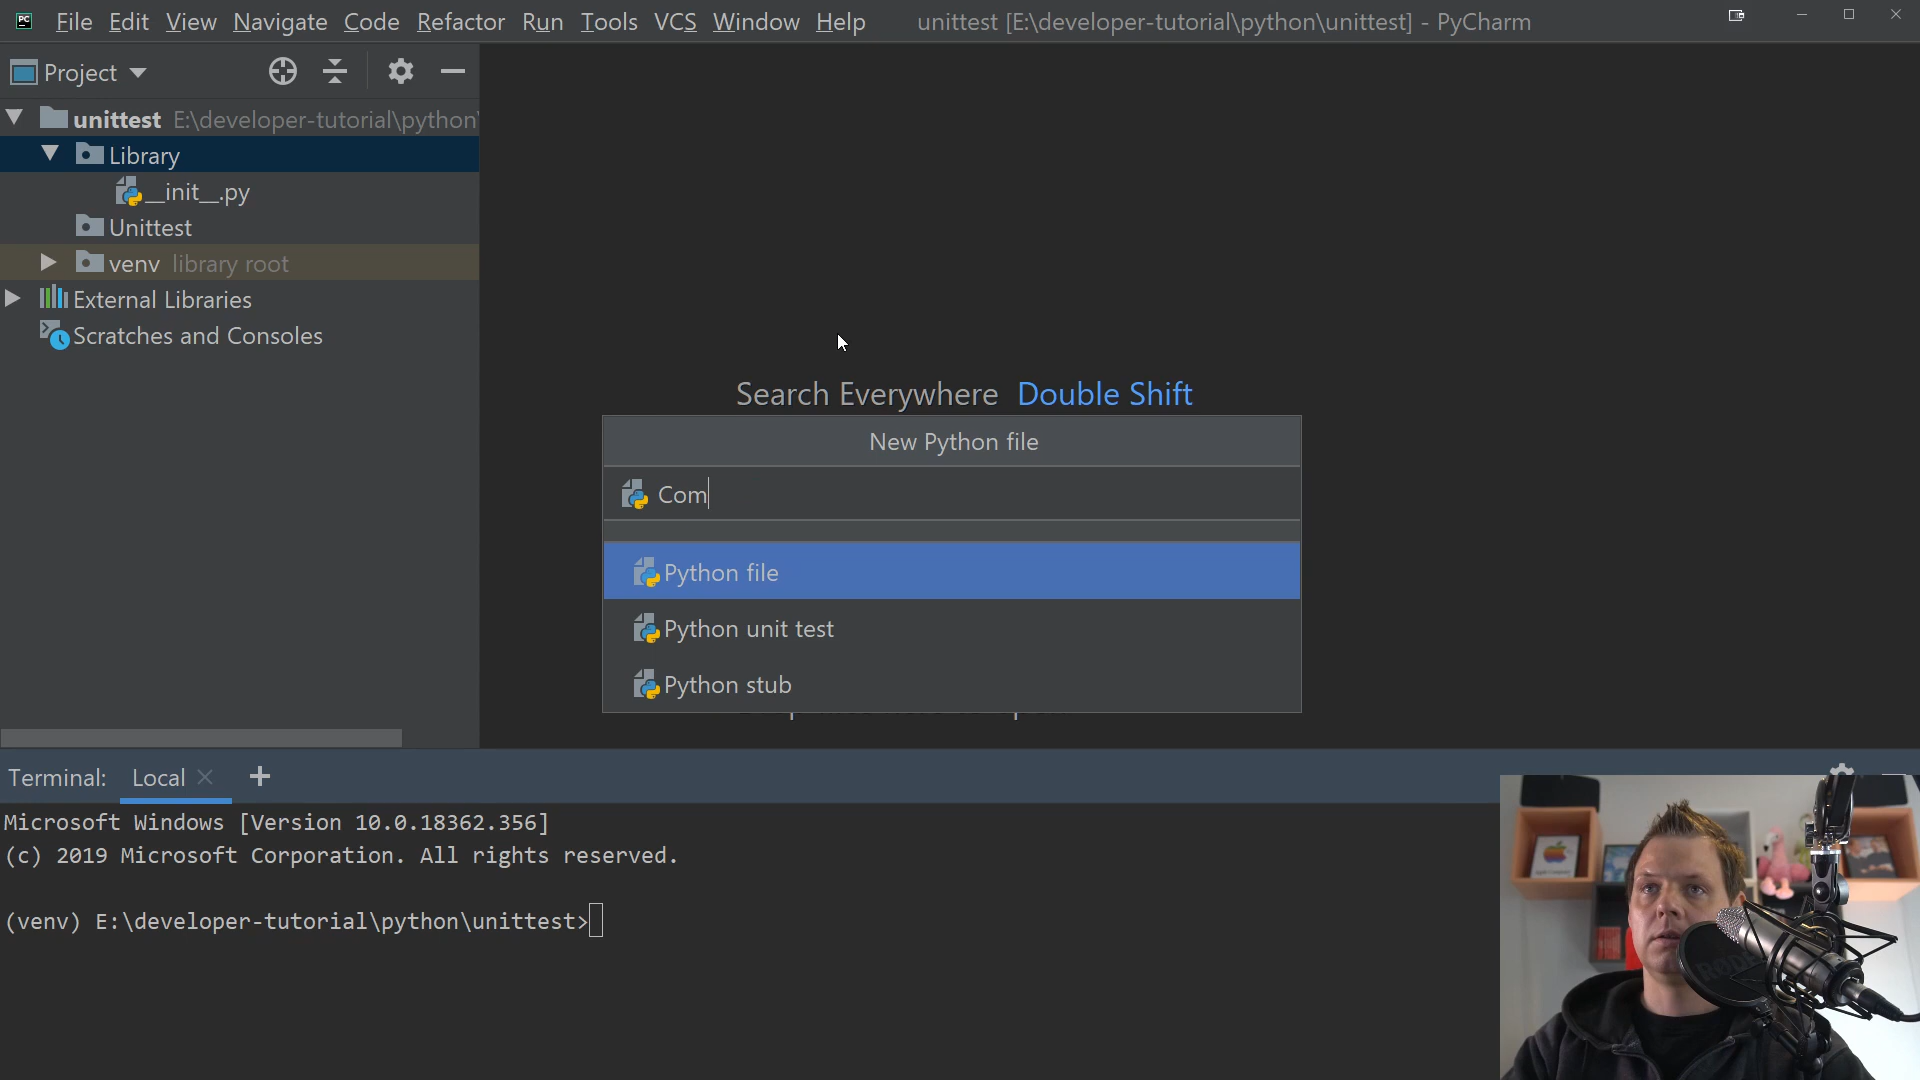 File Edit View Navigate Code Refactor Run Tools VCS Window Help unittest [E:\developer-tutorial\python\unittest] - PyCharm
Project
unittest E:\developer-tutorial\python\
Library
__init__.py
Unittest
venv library root
External Libraries
Scratches and Consoles
Search Everywhere Double Shift
New Python file
Com
Python file
Python unit test
Python stub
Terminal: Local
Microsoft Windows [Version 10.0.18362.356]
(c) 2019 Microsoft Corporation. All rights reserved.
(venv) E:\developer-tutorial\python\unittest>
RODE